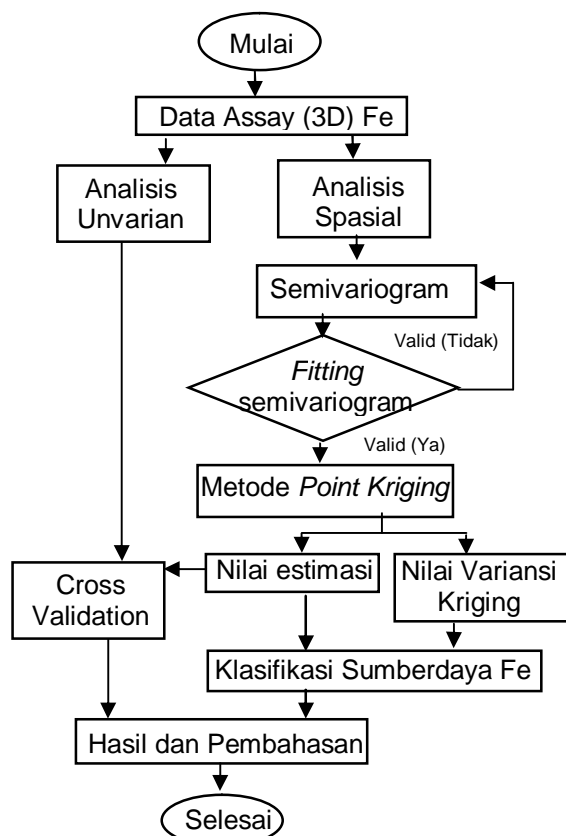 Mulai
Data Assay (3D) Fe
Analisis
Unvarian
Analisis
Spasial
Semivariogram
Valid (Tidak)
Fitting
semivariogram
Valid (Ya)
Metode Point Kriging
Nilai estimasi
Nilai Variansi
Kriging
Cross
Validation
Klasifikasi Sumberdaya Fe
Hasil dan Pembahasan
Selesai